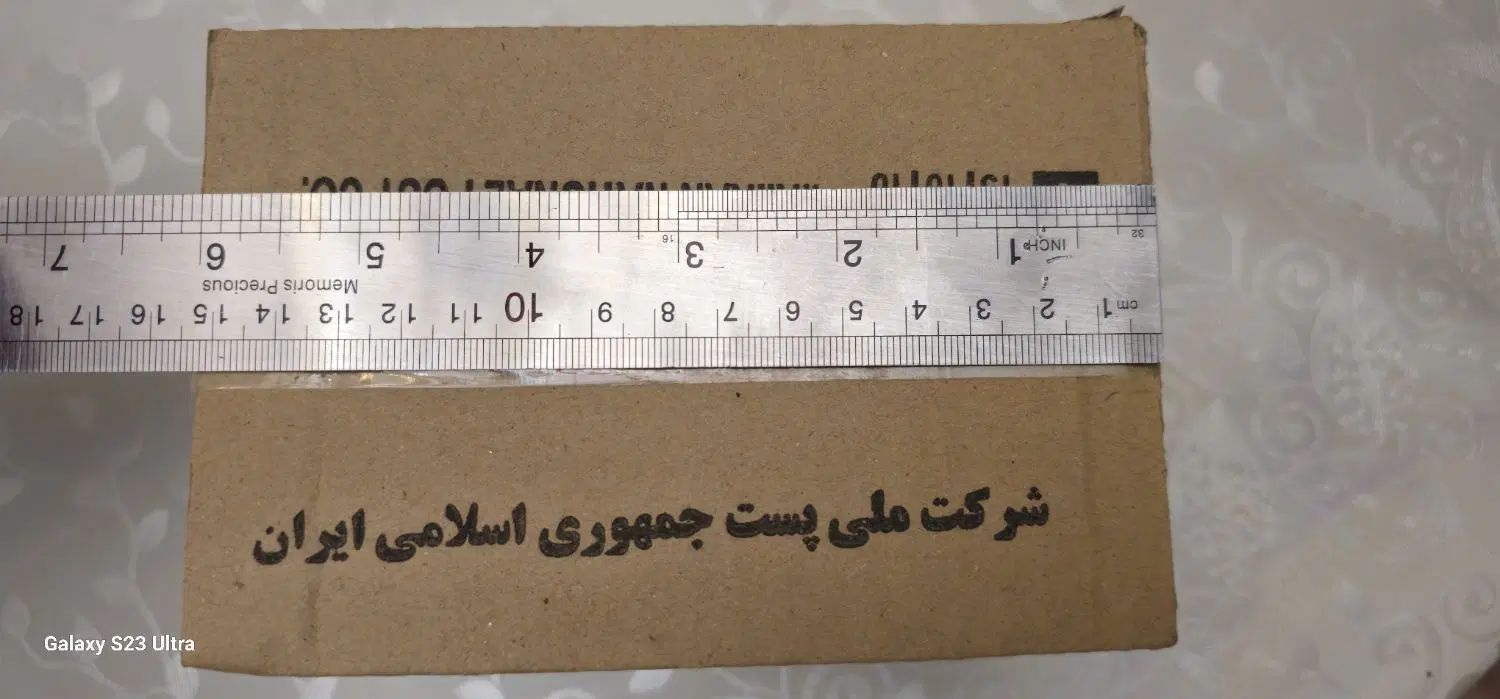 32
INCH 1 2 3 4 5 6 7
16
Memoris Precious
cm 1 2 3 4 5 6 7 8 9 10 11 12 13 14 15 16 17 18
شرکت ملی پست جمهوری اسلامی ایران
Galaxy S23 Ultra